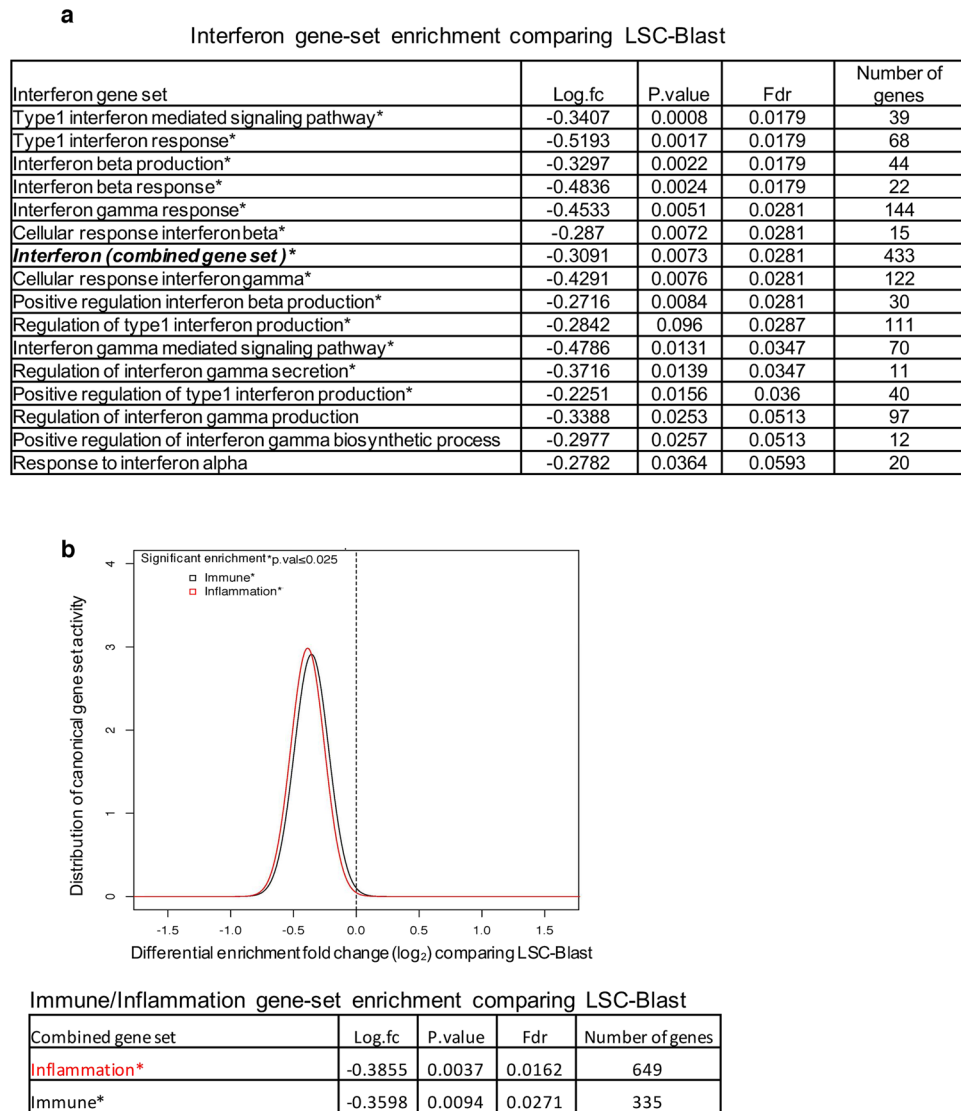 a
Interferon gene-set enrichment comparing LSC-Blast
Interferon gene set Log.fc P.value Fdr Number of genes
Type1 interferon mediated signaling pathway* -0.3407 0.0008 0.0179 39
Type1 interferon response* -0.5193 0.0017 0.0179 68
Interferon beta production* -0.3297 0.0022 0.0179 44
Interferon beta response* -0.4836 0.0024 0.0179 22
Interferon gamma response* -0.4533 0.0051 0.0281 144
Cellular response interferon beta* -0.287 0.0072 0.0281 15
Interferon (combined gene set)* -0.3091 0.0073 0.0281 433
Cellular response interferon gamma* -0.4291 0.0076 0.0281 122
Positive regulation interferon beta production* -0.2716 0.0084 0.0281 30
Regulation of type1 interferon production* -0.2842 0.096 0.0287 111
Interferon gamma mediated signaling pathway* -0.4786 0.0131 0.0347 70
Regulation of interferon gamma secretion* -0.3716 0.0139 0.0347 11
Positive regulation of type1 interferon production* -0.2251 0.0156 0.036 40
Regulation of interferon gamma production -0.3388 0.0253 0.0513 97
Positive regulation of interferon gamma biosynthetic process -0.2977 0.0257 0.0513 12
Response to interferon alpha -0.2782 0.0364 0.0593 20
b
Significant enrichment*p.val≤0.025
Immune*
Inflammation*
Distribution of canonical gene set activity
4
3
2
1
0
-1.5 -1.0 -0.5 0.0 0.5 1.0 1.5
Differential enrichment fold change (log₂) comparing LSC-Blast
Immune/Inflammation gene-set enrichment comparing LSC-Blast
Combined gene set Log.fc P.value Fdr Number of genes
Inflammation* -0.3855 0.0037 0.0162 649
Immune* -0.3598 0.0094 0.0271 335